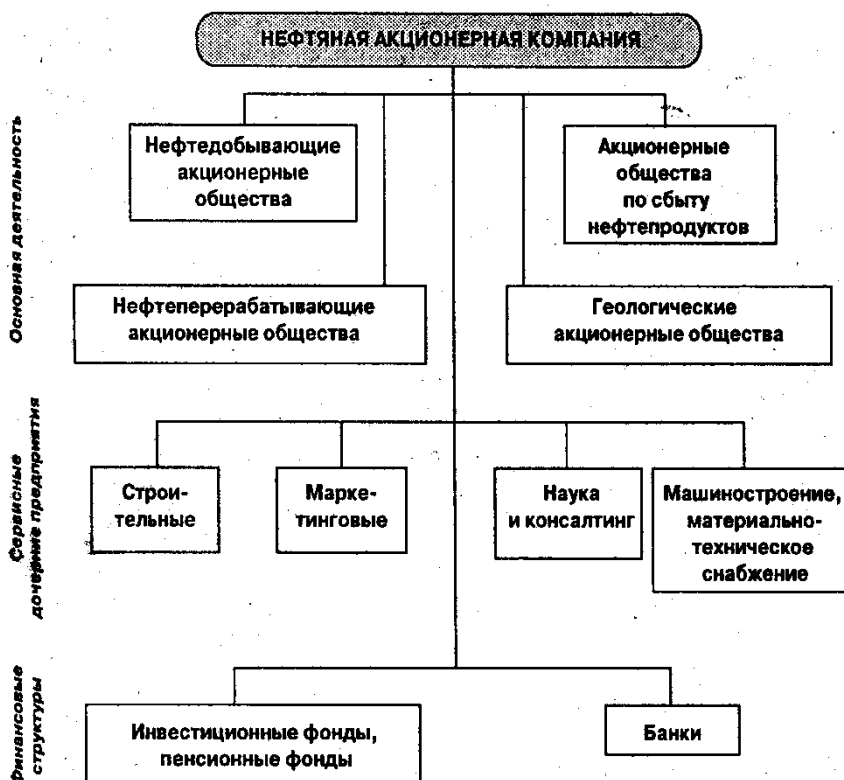 НЕФТЯНАЯ АКЦИОНЕРНАЯ КОМПАНИЯ
Основная деятельность
Нефтедобывающие
акционерные
общества
Акционерные
общества
по сбыту
нефтепродуктов
Нефтеперерабатывающие
акционерные общества
Геологические
акционерные общества
Сервисные
дочерние предприятия
Строи-
тельные
Марке-
тинговые
Наука
и консалтинг
Машиностроение,
материально-
техническое
снабжение
Финансовые
структуры
Инвестиционные фонды,
пенсионные фонды
Банки